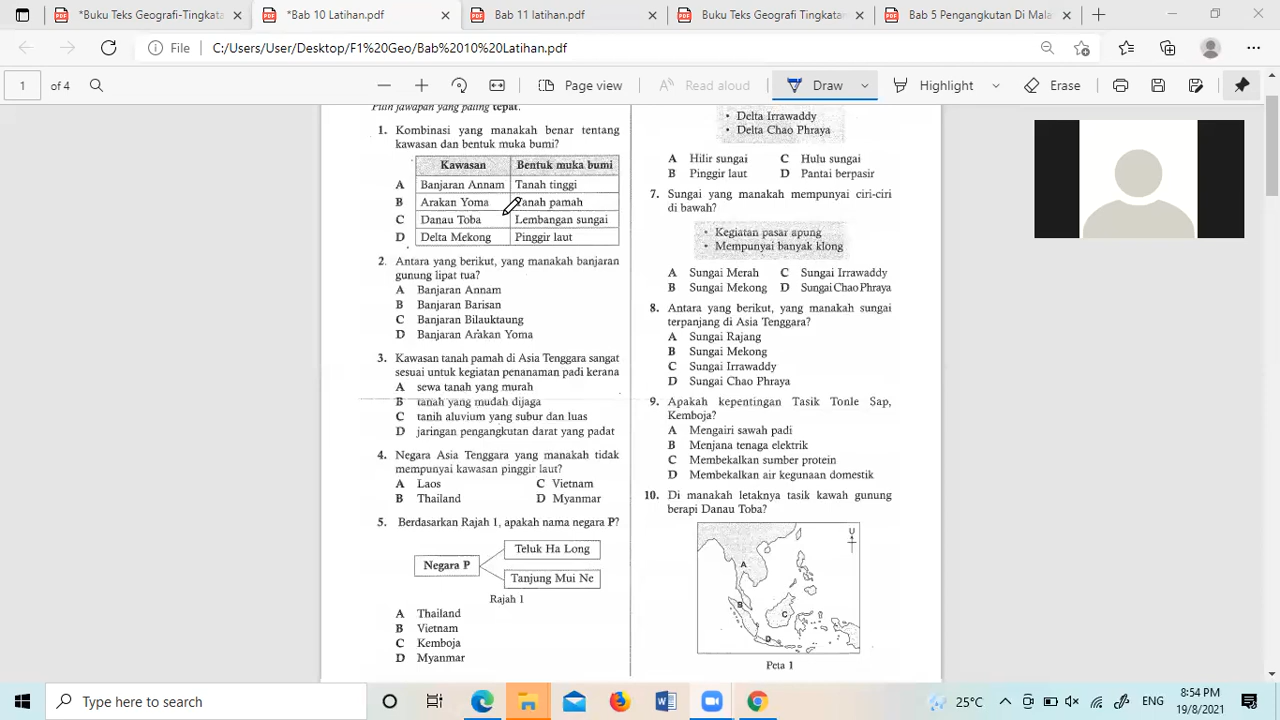 Buku Teks Geografi-Tingkata
*Bab 10 Latihan.pdf
*Bab 11 Tanah Tinggi.pdf
Buku Teks Geografi-Tingkatan
Bab 5 Pengangkutan Di Mala
File
C:/Users/User/Desktop/F1%20Geo/Bab%2010%20Latihan.pdf
1 of 4
Page view
Read aloud
Draw
Highlight
Erase
Pilih jawapan yang paling tepat.
1. Kombinasi yang manakah benar tentang
kawasan dan bentuk muka bumi?
Kawasan Bentuk muka bumi
A Banjaran Annam Tanah tinggi
B Arakan Yoma Tanah pamah
C Danau Toba Lembangan sungai
D Delta Mekong Pinggir laut
2. Antara yang berikut, yang manakah banjaran
gunung lipat tua?
A Banjaran Annam
B Banjaran Barisan
C Banjaran Bilauktaung
D Banjaran Arakan Yoma
3. Kawasan tanah pamah di Asia Tenggara sangat
sesuai untuk kegiatan penanaman padi kerana
A sewa tanah yang murah
B tanah yang mudah dijaga
C tanih aluvium yang subur dan luas
D jaringan pengangkutan darat yang padat
4. Negara Asia Tenggara yang manakah tidak
mempunyai kawasan pinggir laut?
A Laos C Vietnam
B Thailand D Myanmar
5. Berdasarkan Rajah 1, apakah nama negara P?
Teluk Ha Long
Negara P
Tanjung Mui Ne
Rajah 1
A Thailand
B Vietnam
C Kemboja
D Myanmar
• Delta Irrawaddy
• Delta Chao Phraya
A Hilir sungai C Hulu sungai
B Pinggir laut D Pantai berpasir
7. Sungai yang manakah mempunyai ciri-ciri
di bawah?
• Kegiatan pasar apung
• Mempunyai banyak klong
A Sungai Merah C Sungai Irrawaddy
B Sungai Mekong D Sungai Chao Phraya
8. Antara yang berikut, yang manakah sungai
terpanjang di Asia Tenggara?
A Sungai Rajang
B Sungai Mekong
C Sungai Irrawaddy
D Sungai Chao Phraya
9. Apakah kepentingan Tasik Tonle Sap,
Kemboja?
A Mengairi sawah padi
B Menjana tenaga elektrik
C Membekalkan sumber protein
D Membekalkan air kegunaan domestik
10. Di manakah letaknya tasik kawah gunung
berapi Danau Toba?
U
A
B
C
D
Peta 1
Type here to search
25°C
ENG
8:54 PM
19/8/2021